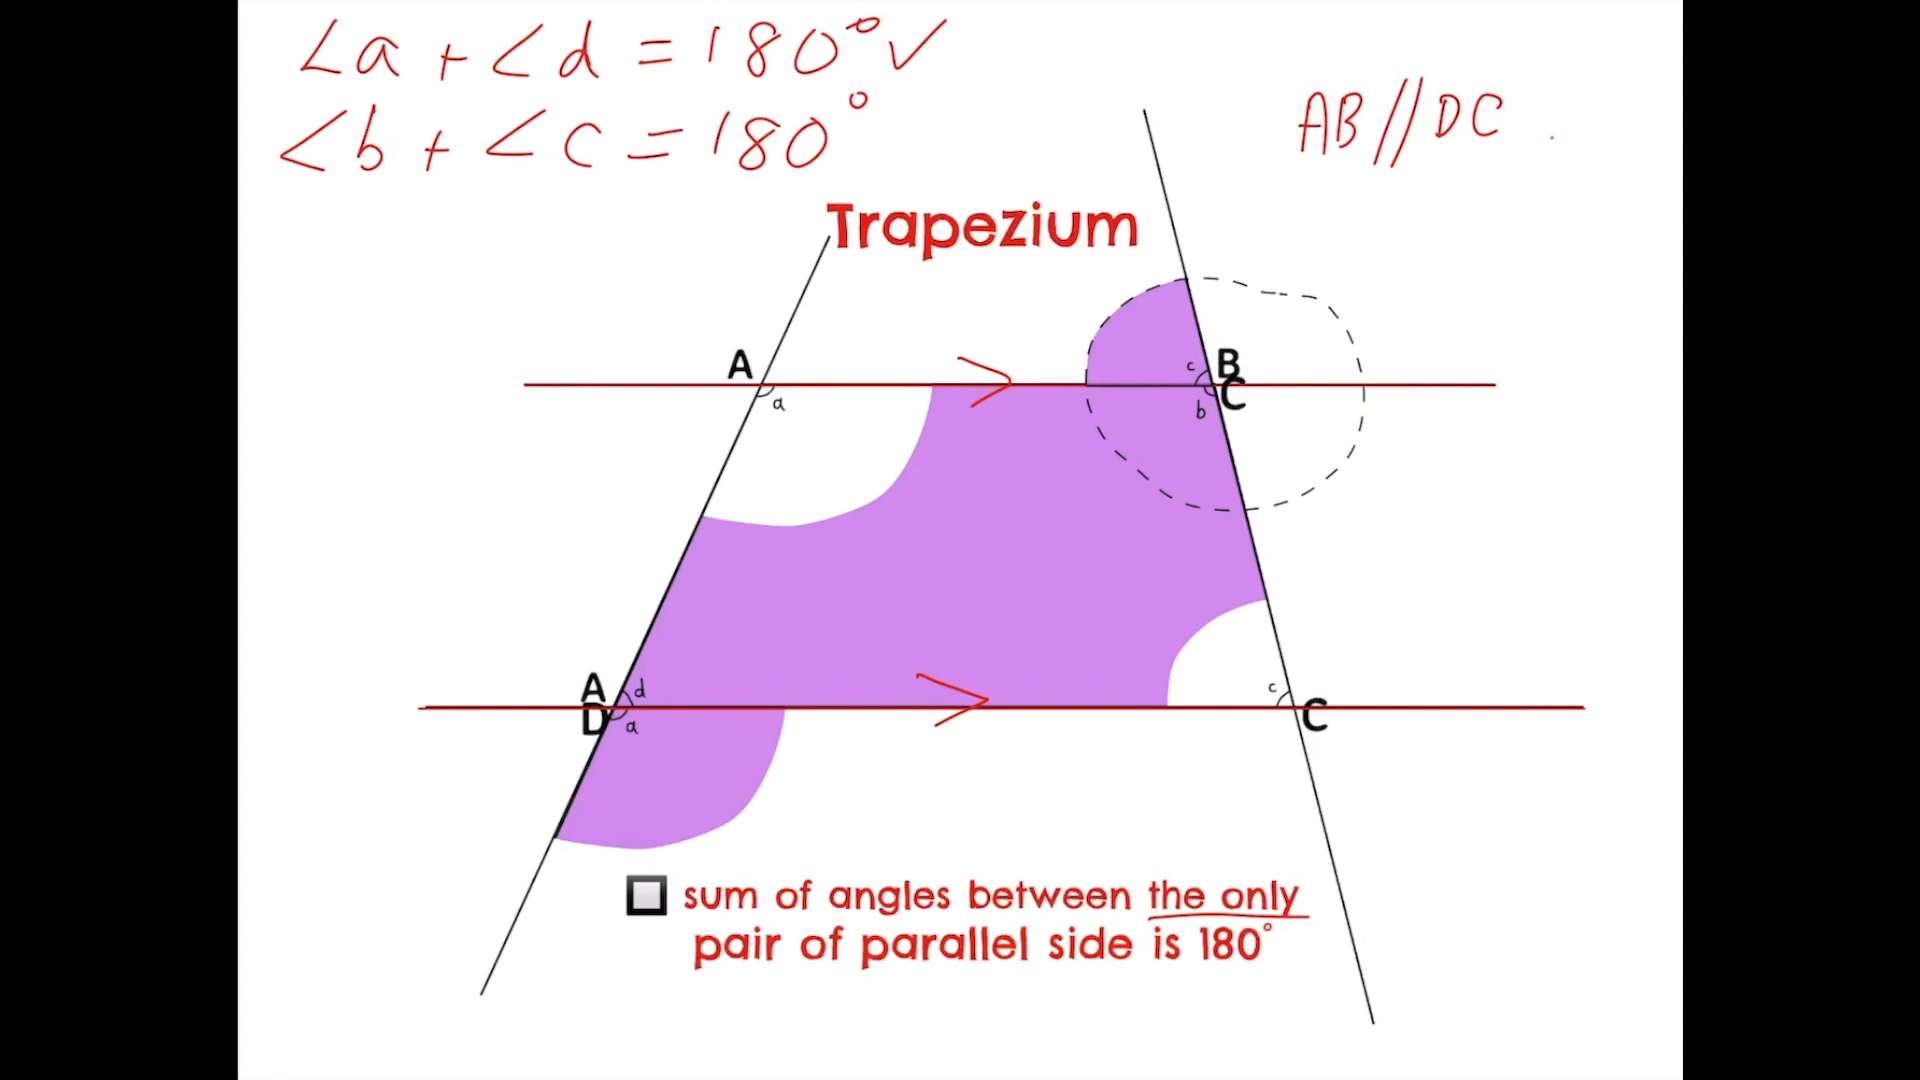 ∠a + ∠d = 180° ✓
∠b + ∠c = 180°
AB // DC
Trapezium
A
B
c
C
a
b
A
d
c
D
a
C
sum of angles between the only
pair of parallel side is 180°